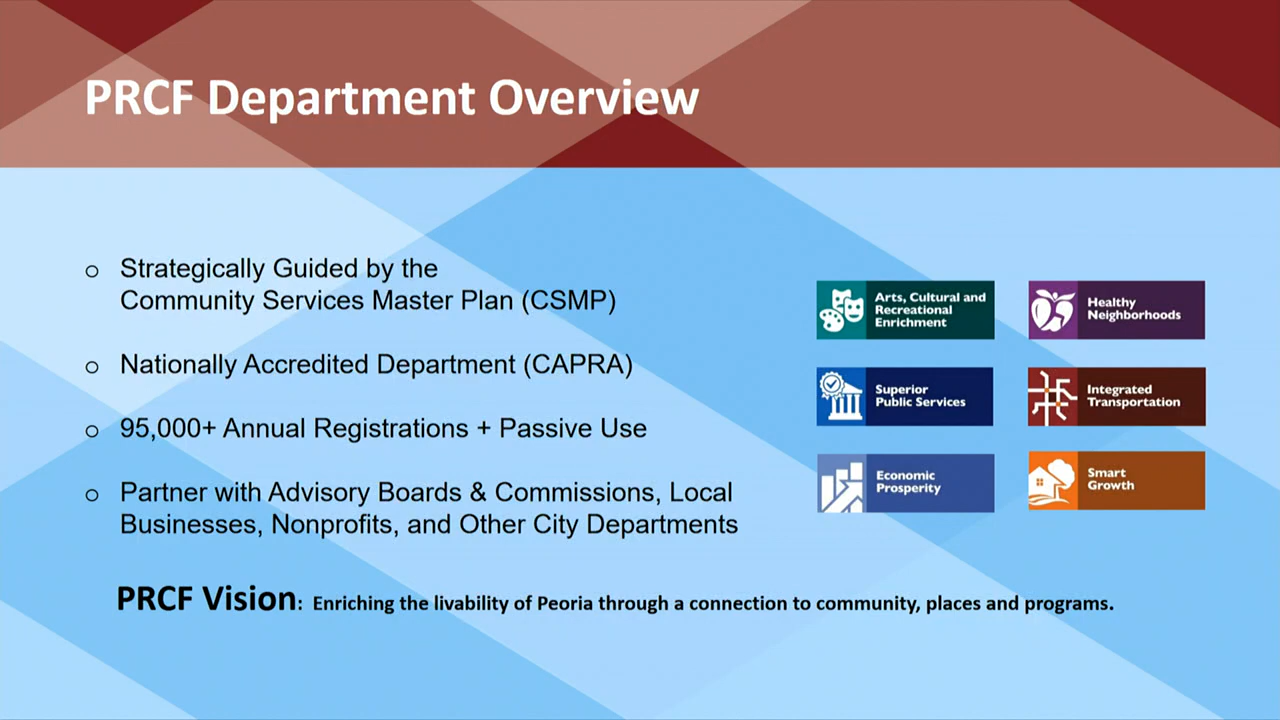 PRCF Department Overview
o Strategically Guided by the
Community Services Master Plan (CSMP)
o Nationally Accredited Department (CAPRA)
o 95,000+ Annual Registrations + Passive Use
o Partner with Advisory Boards & Commissions, Local
Businesses, Nonprofits, and Other City Departments
Arts, Cultural and
Recreational
Enrichment
Healthy
Neighborhoods
Superior
Public Services
Integrated
Transportation
Economic
Prosperity
Smart
Growth
PRCF Vision: Enriching the livability of Peoria through a connection to community, places and programs.